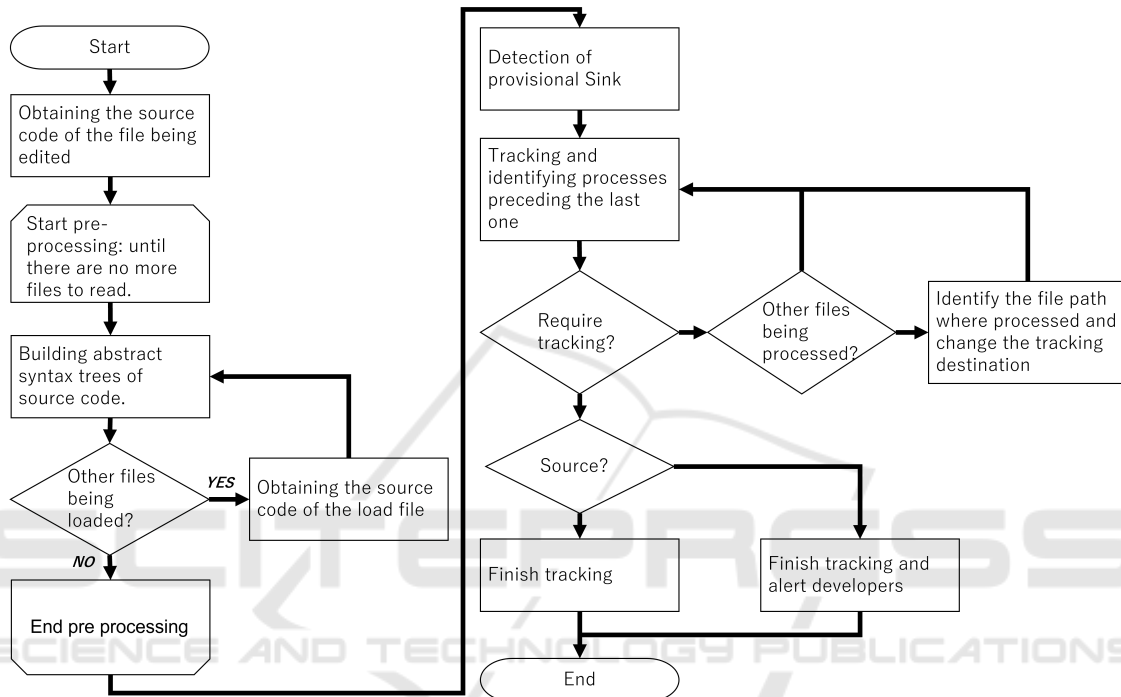 Start
Obtaining the source
code of the file being
edited
Start pre-
processing: until
there are no more
files to read.
Building abstract
syntax trees of
source code.
Other files
being
loaded?
YES
Obtaining the source
code of the load file
NO
End pre processing
Detection of
provisional Sink
Tracking and
identifying processes
preceding the last
one
Require
tracking?
Other files
being
processed?
Identify the file path
where processed and
change the tracking
destination
Source?
Finish tracking
Finish tracking and
alert developers
End
SCITEPRESS
SCIENCE AND TECHNOLOGY PUBLICATIONS